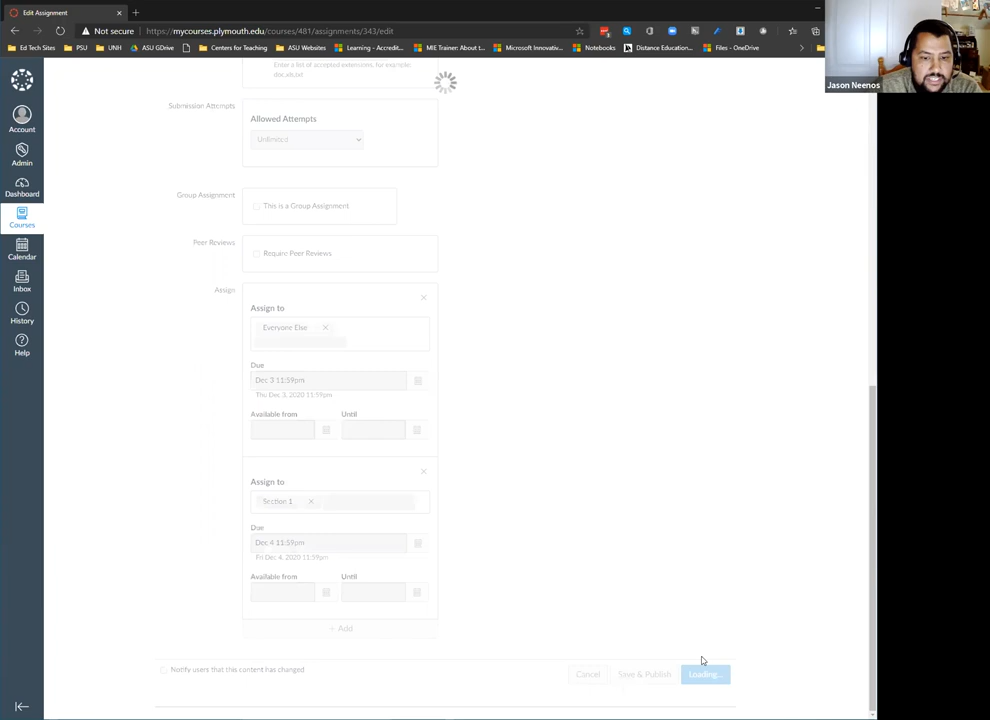 Edit Assignment
Not secure
https://mycourses.plymouth.edu/courses/481/assignments/343/edit
Ed Tech Sites
PSU
UNH
ASU GDrive
Centers for Teaching
ASU Websites
Learning - Accredit...
MIE Trainer: About t...
Microsoft Innovativ...
Notebooks
Distance Education...
Files - OneDrive
Jason Neenos
Enter a list of accepted extensions, for example:
doc,xls,txt
Submission Attempts
Allowed Attempts
Unlimited
Account
Admin
Dashboard
Courses
Calendar
Inbox
History
Help
Group Assignment
This is a Group Assignment
Peer Reviews
Require Peer Reviews
Assign
Assign to
Everyone Else
Due
Dec 3 11:59pm
Thu Dec 3, 2020 11:59pm
Available from
Until
Assign to
Section 1
Due
Dec 4 11:59pm
Fri Dec 4, 2020 11:59pm
Available from
Until
+ Add
Notify users that this content has changed
Cancel
Save & Publish
Loading...